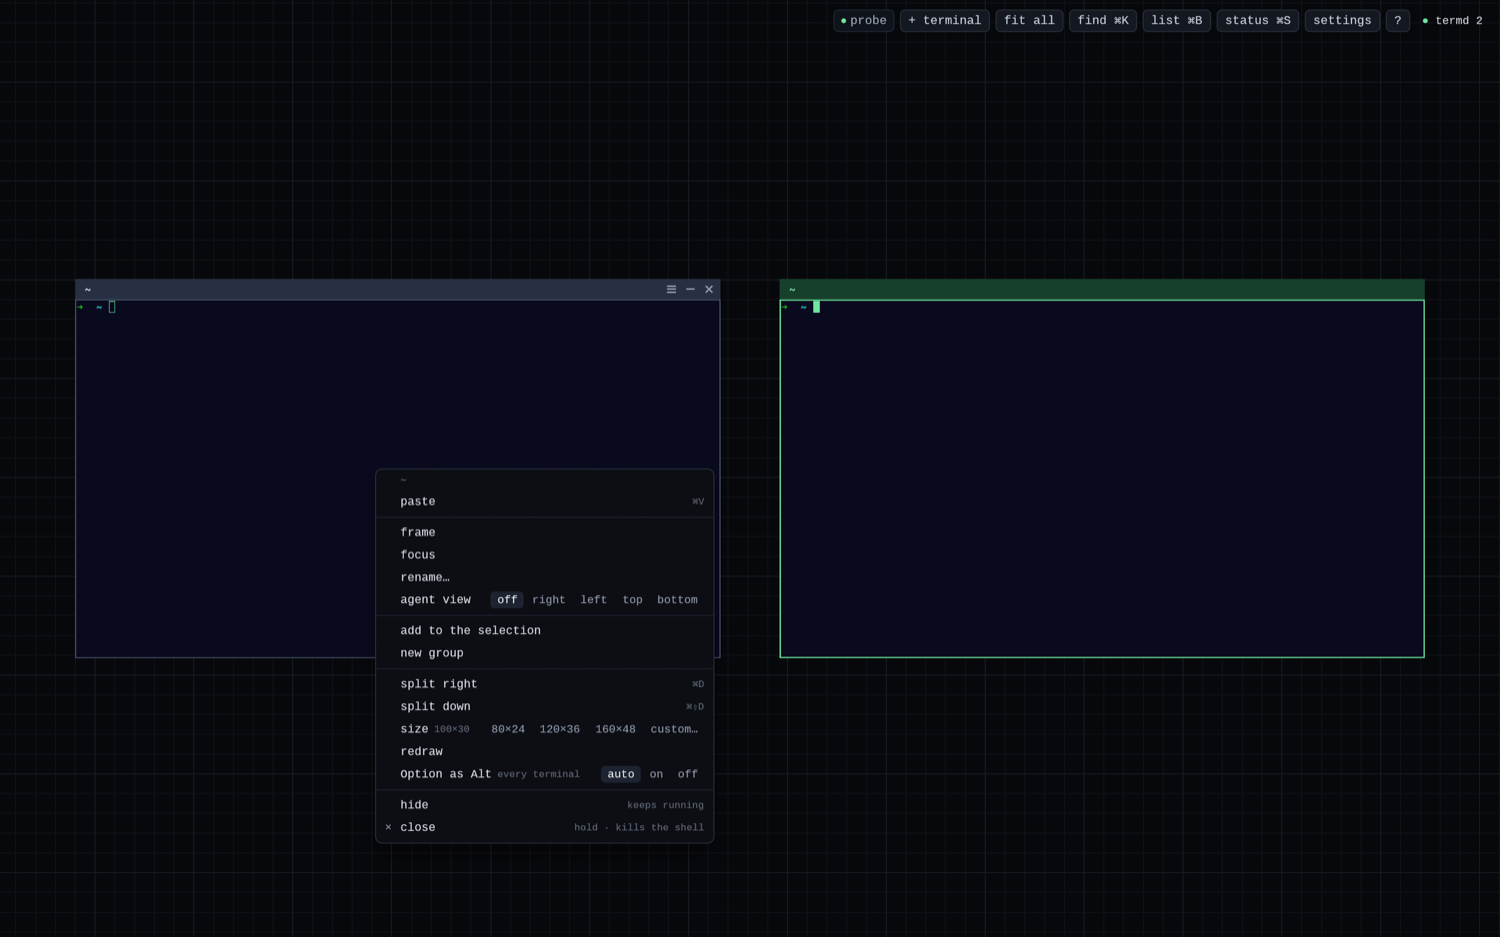 ● probe + terminal fit all find ⌘K list ⌘B status ⌘S settings ? ● termd 2
~
➜ ~
~
➜ ~
~
paste ⌘V
frame
focus
rename…
agent view off right left top bottom
add to the selection
new group
split right ⌘D
split down ⌘⇧D
size 100×30 80×24 120×36 160×48 custom…
redraw
Option as Alt every terminal auto on off
hide keeps running
× close hold · kills the shell